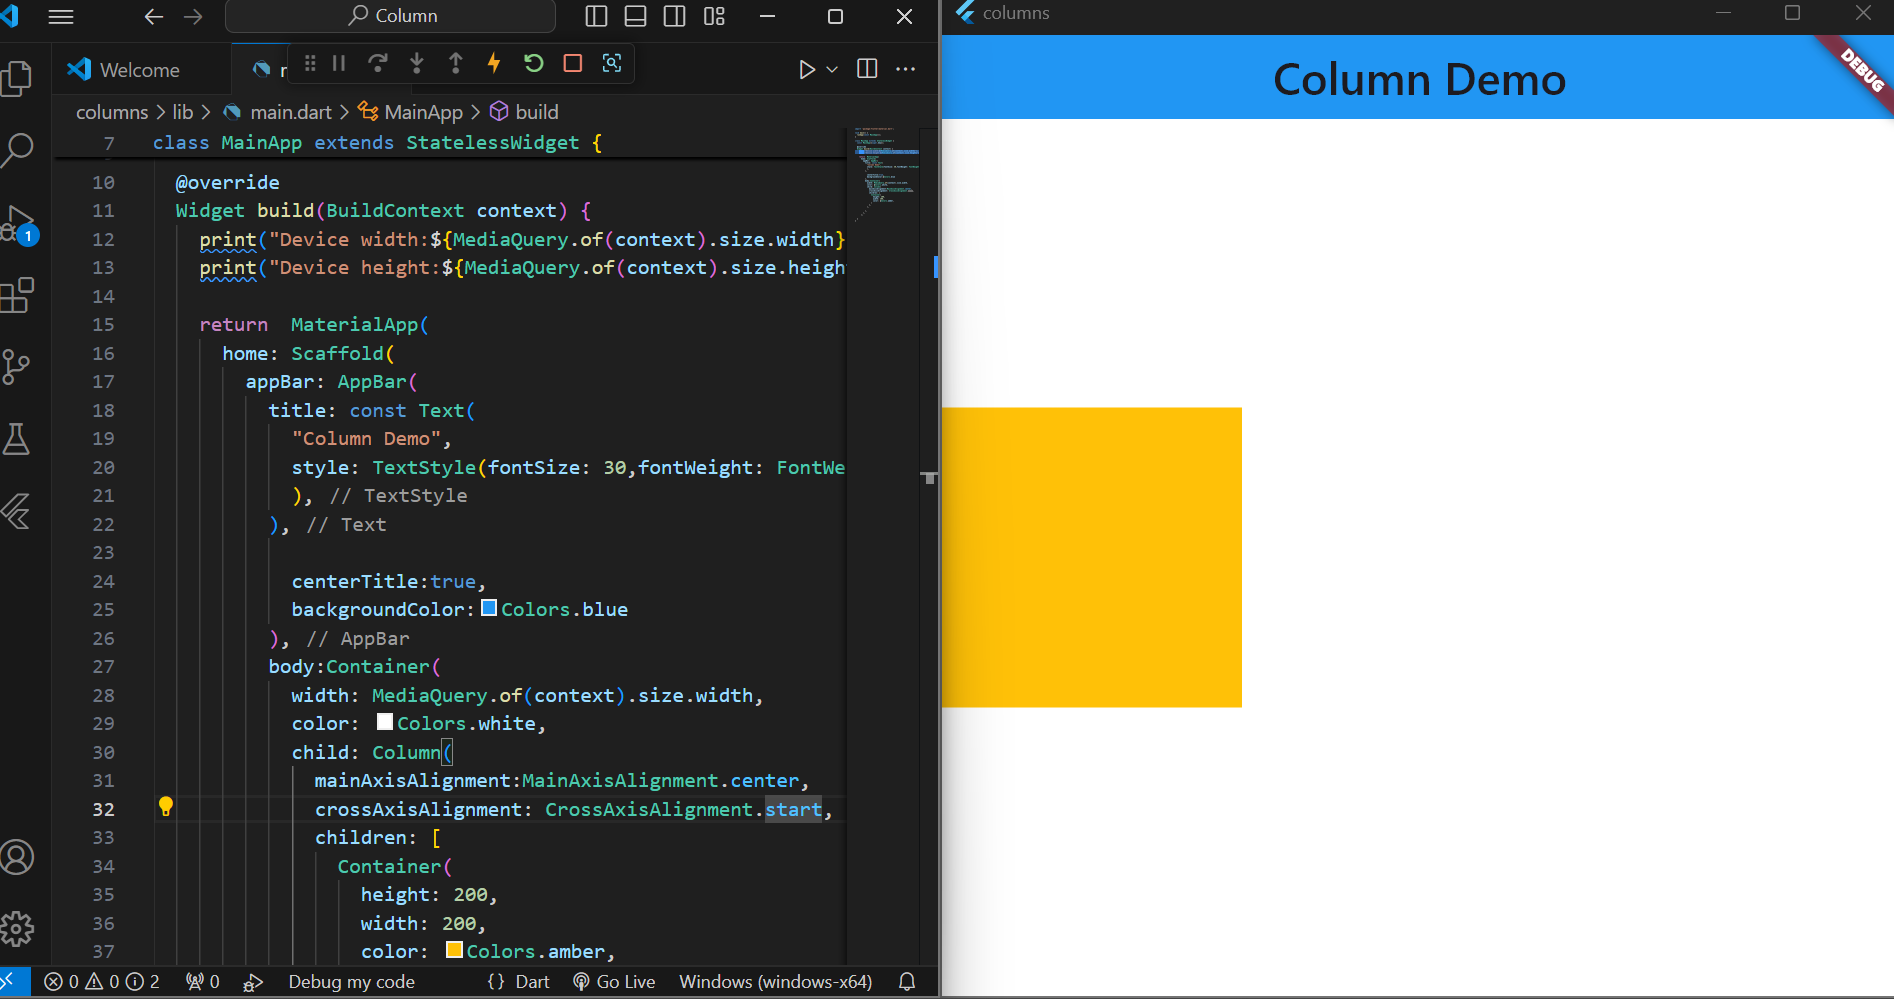 Column
Welcome
columns > lib > main.dart > MainApp > build
7 class MainApp extends StatelessWidget {
10 @override
11 Widget build(BuildContext context) {
12 print("Device width:${MediaQuery.of(context).size.width}
13 print("Device height:${MediaQuery.of(context).size.heigh
14
15 return  MaterialApp(
16 home: Scaffold(
17 appBar: AppBar(
18 title: const Text(
19 "Column Demo",
20 style: TextStyle(fontSize: 30,fontWeight: FontWe
21 ), // TextStyle
22 ), // Text
23
24 centerTitle:true,
25 backgroundColor:Colors.blue
26 ), // AppBar
27 body:Container(
28 width: MediaQuery.of(context).size.width,
29 color: Colors.white,
30 child: Column(
31 mainAxisAlignment:MainAxisAlignment.center,
32 crossAxisAlignment: CrossAxisAlignment.start,
33 children: [
34 Container(
35 height: 200,
36 width: 200,
37 color: Colors.amber,
1
0 0 2 0 Debug my code {} Dart Go Live Windows (windows-x64)
columns
Column Demo
DEBUG